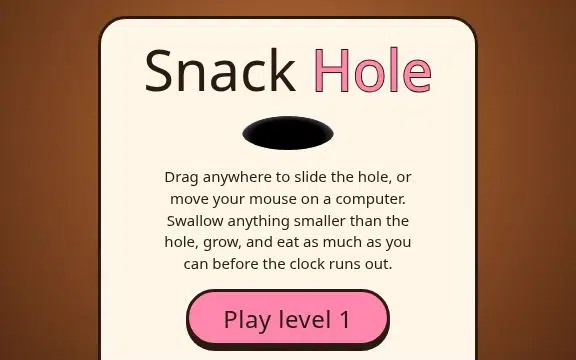 Snack Hole
Drag anywhere to slide the hole, or
move your mouse on a computer.
Swallow anything smaller than the
hole, grow, and eat as much as you
can before the clock runs out.
Play level 1